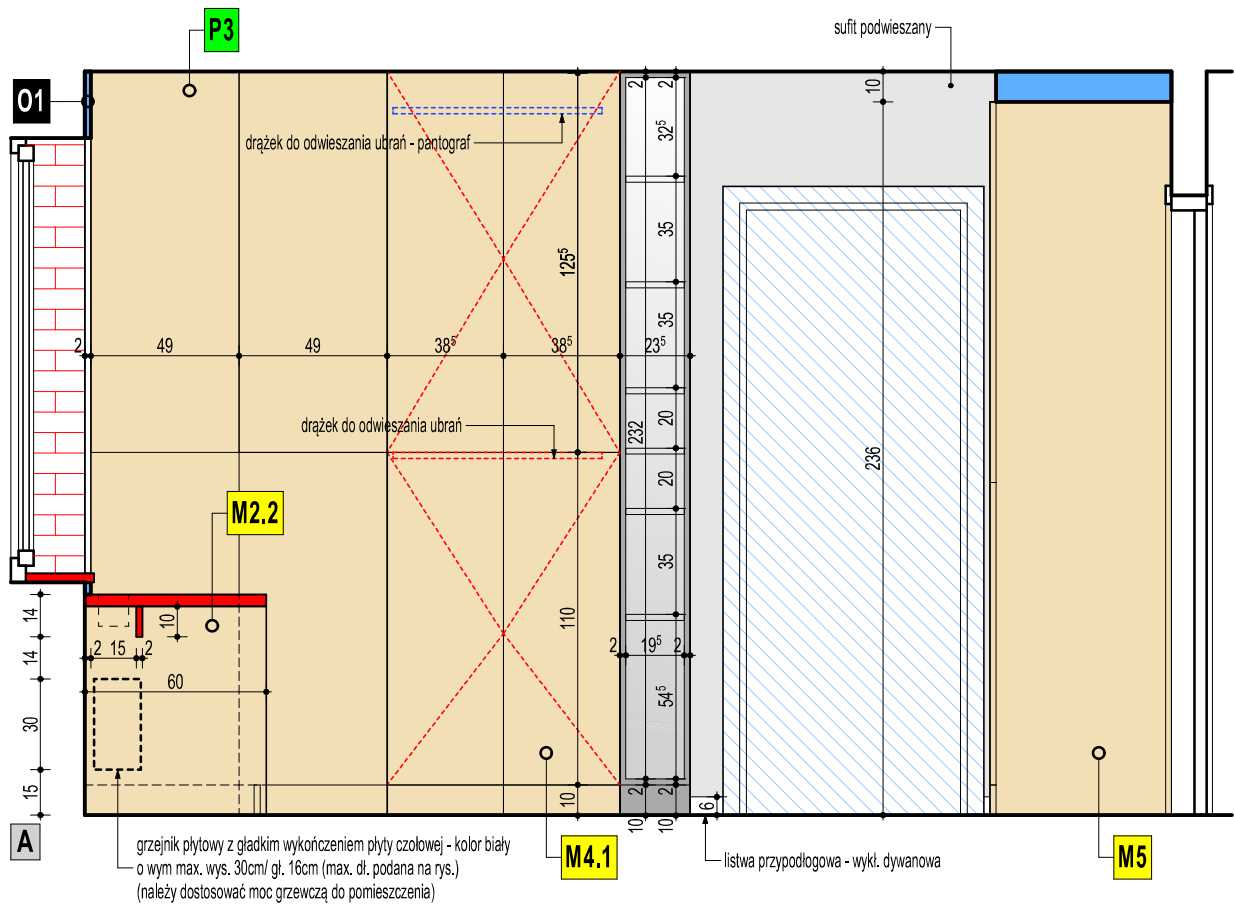 P3
sufit podwieszany
O1
10
2
2
32⁵
drążek do odwieszania ubrań - pantograf
35
125⁵
35
2
49
49
38⁵
38⁵
23⁵
20
drążek do odwieszania ubrań
232
236
20
M2.2
35
14
10
110
14
2
15
2
2
19⁵
2
60
54⁵
30
15
10
2
2
6
10
10
A
grzejnik płytowy z gładkim wykończeniem płyty czołowej - kolor biały
o wym max. wys. 30cm/ gł. 16cm (max. dł. podana na rys.)
(należy dostosować moc grzewczą do pomieszczenia)
M4.1
listwa przypodłogowa - wykł. dywanowa
M5